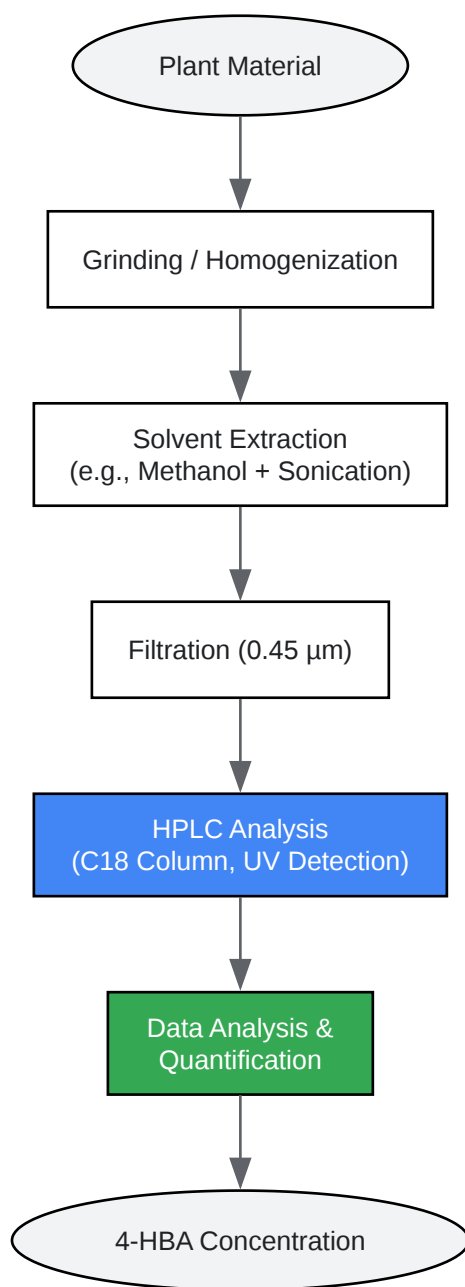 Plant Material
Grinding / Homogenization
Solvent Extraction
(e.g., Methanol + Sonication)
Filtration (0.45 µm)
HPLC Analysis
(C18 Column, UV Detection)
Data Analysis &
Quantification
4-HBA Concentration